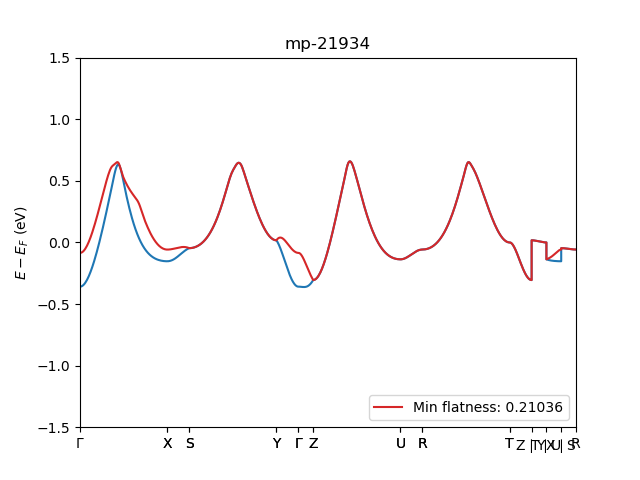 mp-21934
E − E_F (eV)
1.5
1.0
0.5
0.0
−0.5
−1.0
−1.5
Min flatness: 0.21036
Γ X S Y Γ Z U R T Z | T Y | X U | S R